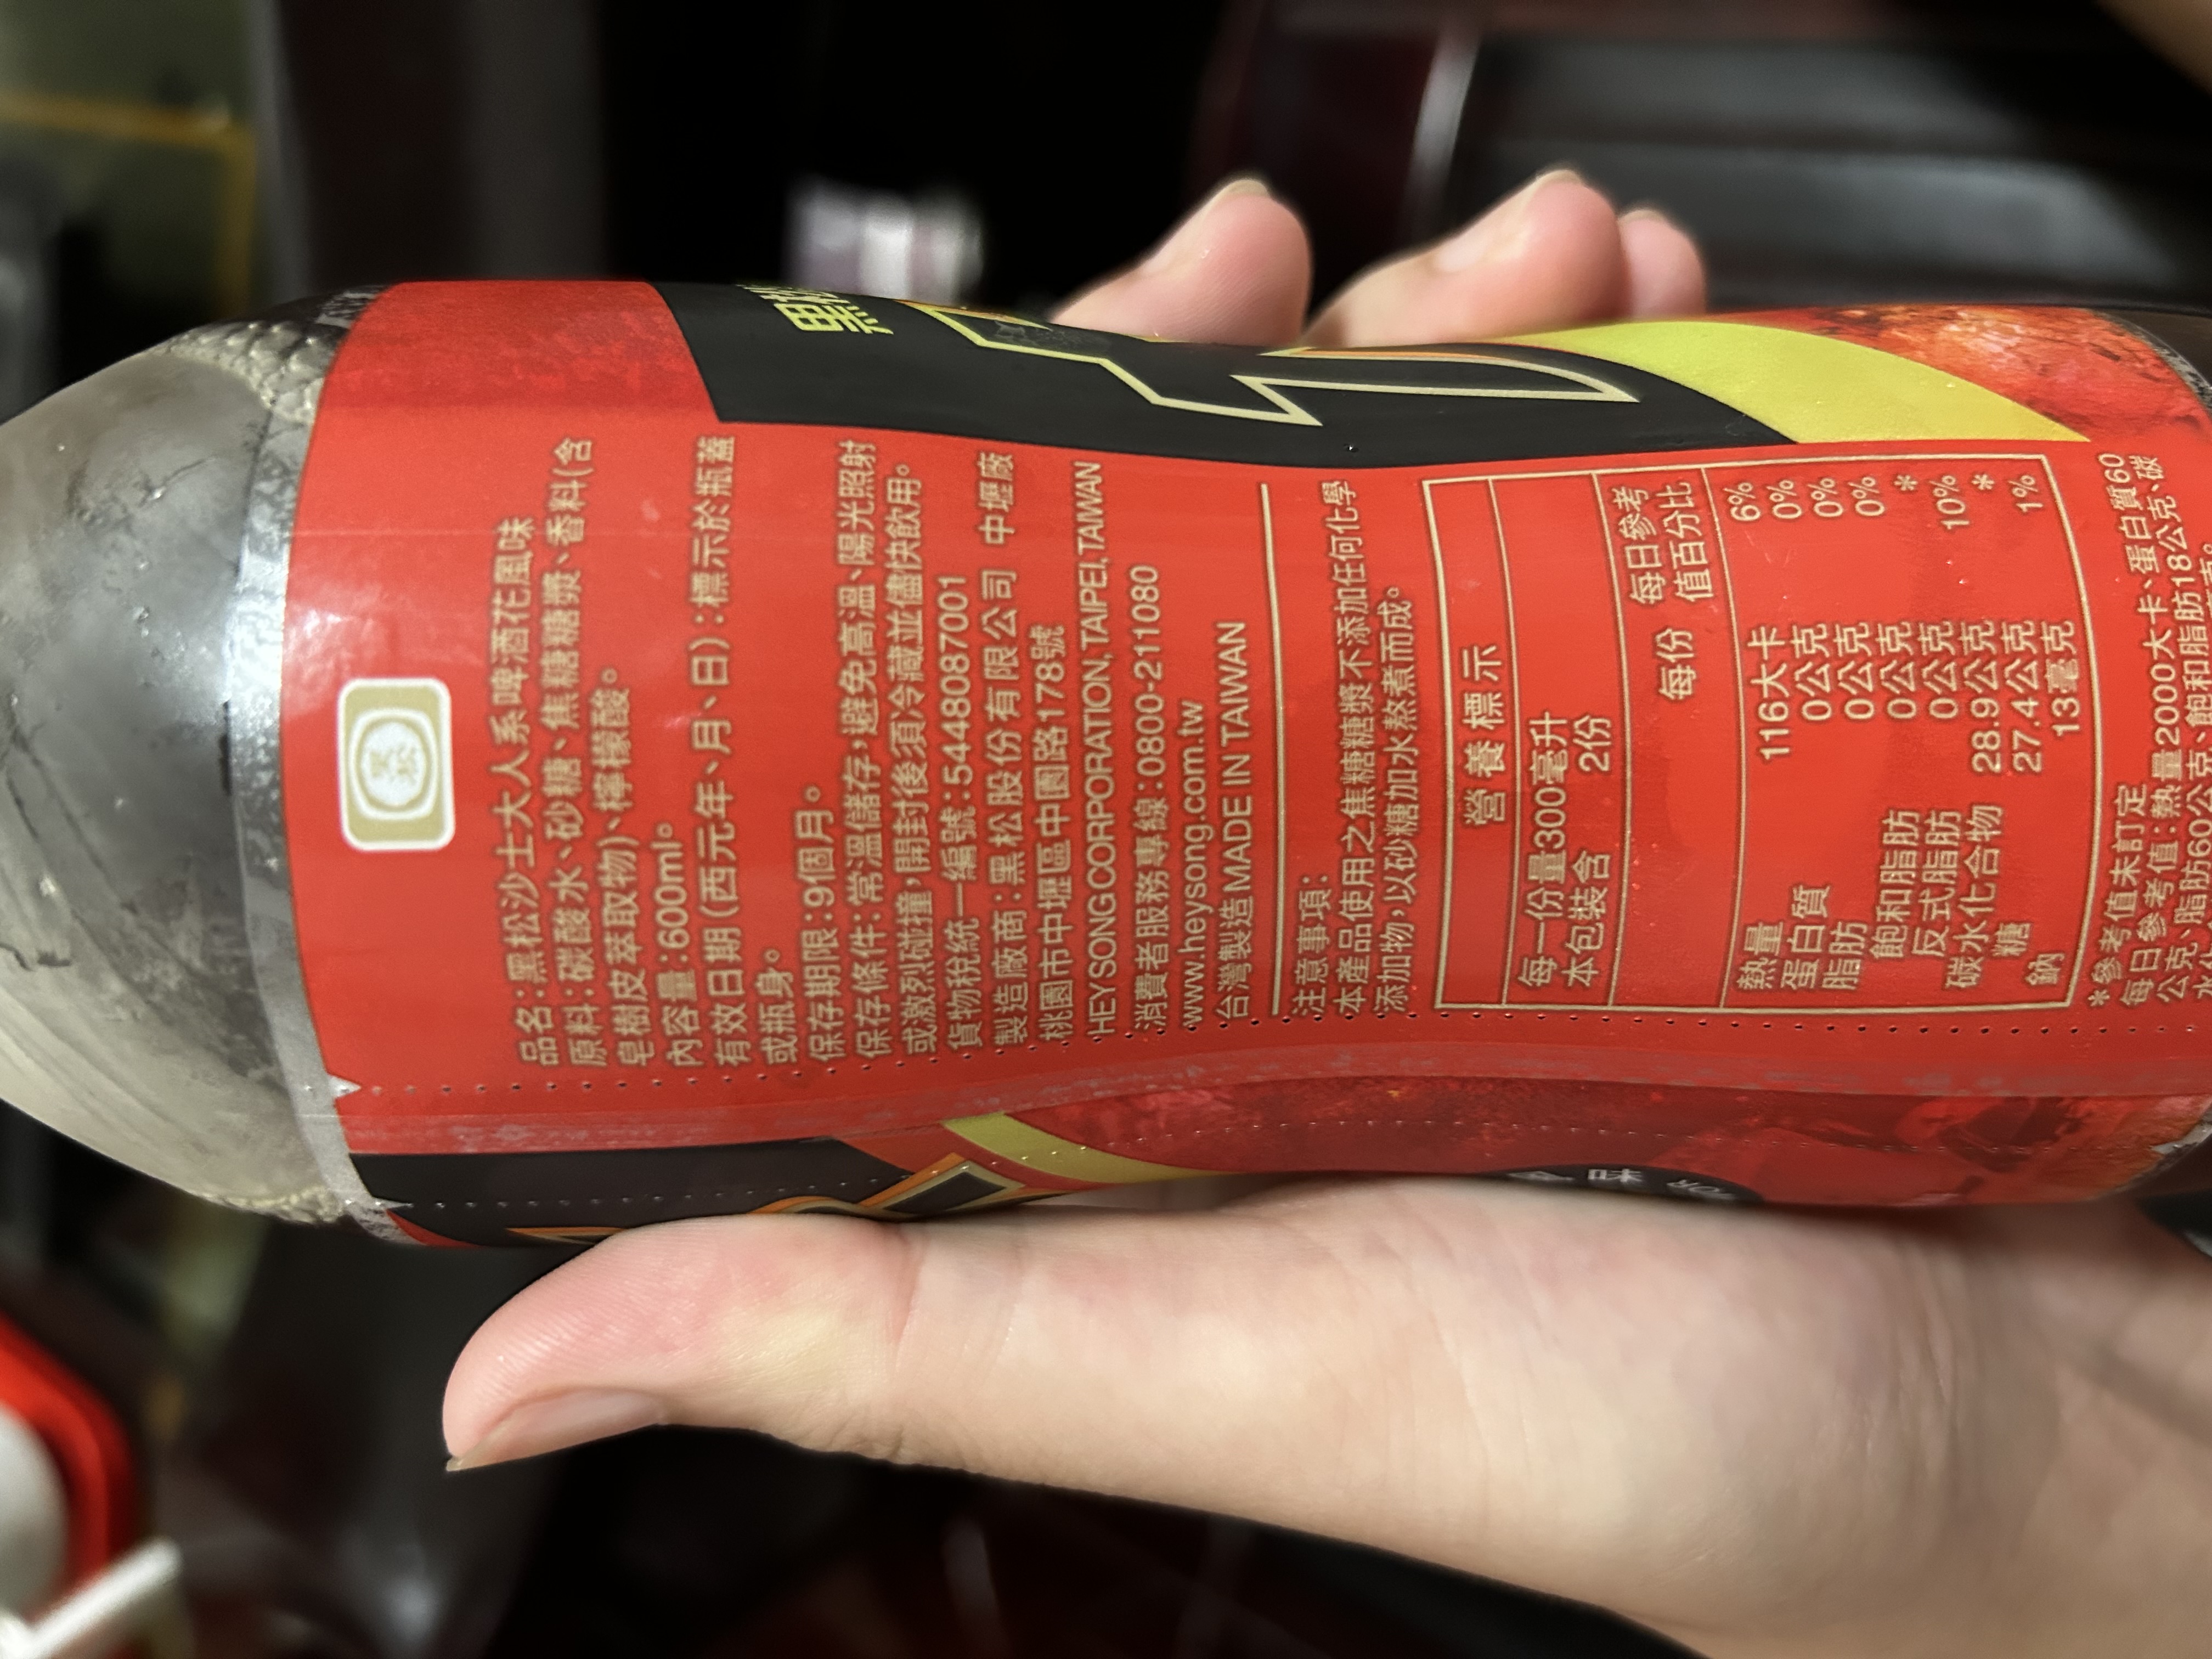 黑松
品名:黑松沙士大人系啤酒花風味
原料:碳酸水、砂糖、焦糖糖漿、香料(含
皂樹皮萃取物)、檸檬酸。
內容量:600ml。
有效日期(西元年、月、日):標示於瓶蓋
或瓶身。
保存期限:9個月。
保存條件:常溫儲存,避免高溫、陽光照射
或激烈碰撞,開封後須冷藏並儘快飲用。
貨物稅統一編號:5448087001
製造廠商:黑松股份有限公司 中壢廠
桃園市中壢區中園路178號
HEYSONG CORPORATION, TAIPEI, TAIWAN
消費者服務專線:0800-211080
www.heysong.com.tw
台灣製造 MADE IN TAIWAN
注意事項:
本產品使用之焦糖糖漿不添加任何化學
添加物,以砂糖加水熬煮而成。
營養標示
每一份量300毫升
本包裝含 2份
每份 每日參考值百分比
熱量 116大卡 6%
蛋白質 0公克 0%
脂肪 0公克 0%
飽和脂肪 0公克 0%
反式脂肪 0公克 *
碳水化合物 28.9公克 10%
糖 27.4公克 *
鈉 13毫克 1%
*參考值未訂定
每日參考值:熱量2000大卡、蛋白質60
公克、脂肪60公克、飽和脂肪18公克、碳